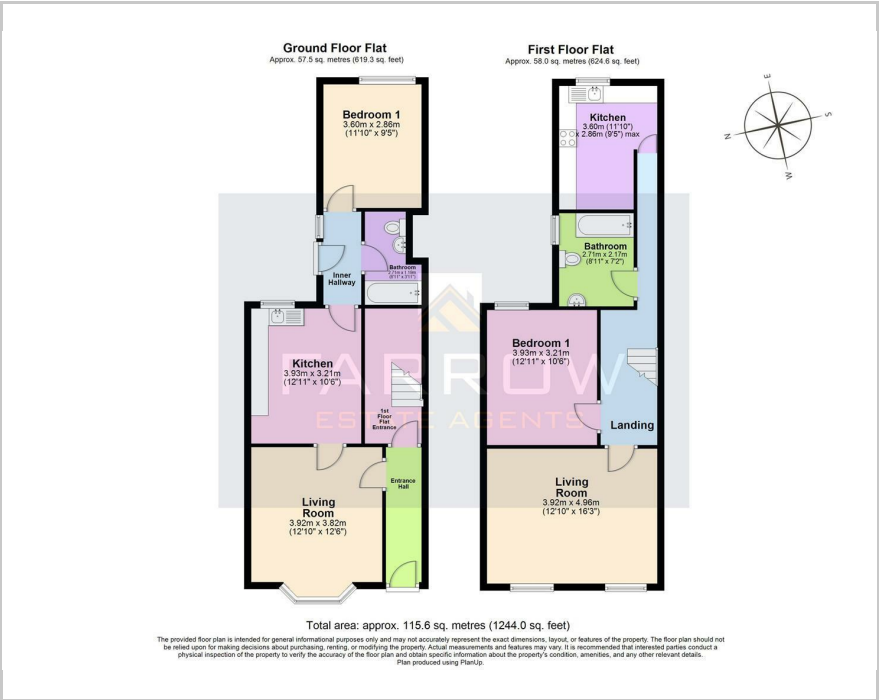 Ground Floor Flat
Approx. 57.5 sq. metres (619.3 sq. feet)
Bedroom 1
3.60m x 2.86m
(11'10" x 9'5")
Inner
Hallway
Bathroom
2.71m x 1.19m
(8'11" x 3'11")
Kitchen
3.93m x 3.21m
(12'11" x 10'6")
1st
Floor
Flat
Entrance
Entrance
Hall
Living
Room
3.92m x 3.82m
(12'10" x 12'6")
First Floor Flat
Approx. 58.0 sq. metres (624.6 sq. feet)
Kitchen
3.60m (11'10")
x 2.86m (9'5") max
Bathroom
2.71m x 2.17m
(8'11" x 7'2")
Bedroom 1
3.93m x 3.21m
(12'11" x 10'6")
Landing
Living
Room
3.92m x 4.96m
(12'10" x 16'3")
E
S
N
W
FARROW
ESTATE AGENTS
Total area: approx. 115.6 sq. metres (1244.0 sq. feet)
The provided floor plan is intended for general informational purposes only and may not accurately represent the exact dimensions, layout, or features of the property. The floor plan should not
be relied upon for making decisions about purchasing, renting, or modifying the property. Actual measurements and features may vary. It is recommended that interested parties conduct a
physical inspection of the property to verify the accuracy of the floor plan and obtain specific information about the property's condition, amenities, and any other relevant details.
Plan produced using PlanUp.